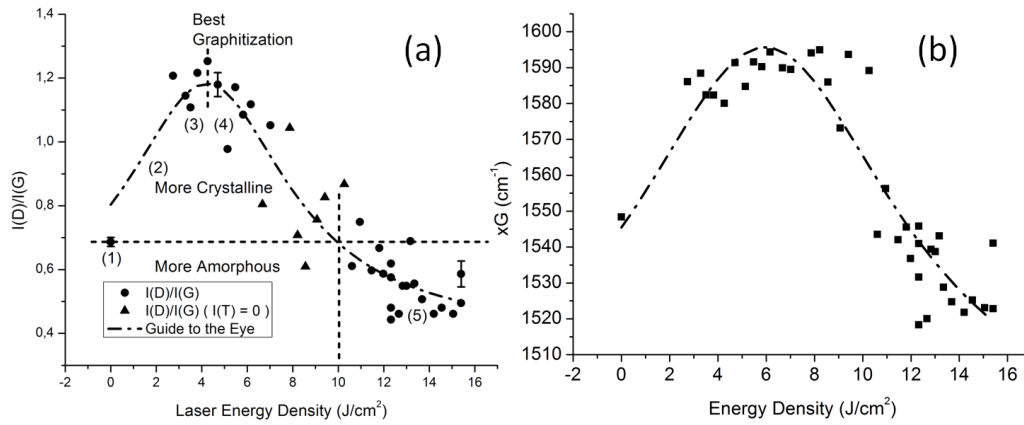 (a)
Best
Graphitization
1,4
1,2
1,0
0,8
0,6
0,4
I(D)/I(G)
(1)
(2)
(3)
(4)
(5)
More Crystalline
More Amorphous
I(D)/I(G)
I(D)/I(G) ( I(T) = 0 )
Guide to the Eye
-2 0 2 4 6 8 10 12 14 16
Laser Energy Density (J/cm²)
(b)
1600
1590
1580
1570
1560
1550
1540
1530
1520
1510
xG (cm⁻¹)
-2 0 2 4 6 8 10 12 14 16
Energy Density (J/cm²)